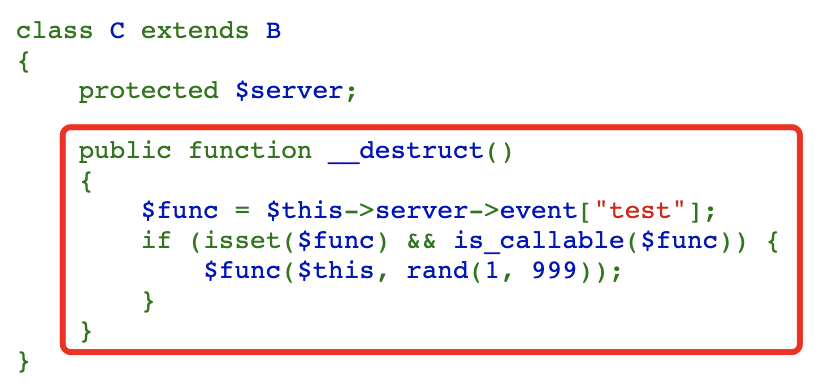 class C extends B
{
    protected $server;
    public function __destruct()
    {
        $func = $this->server->event["test"];
        if (isset($func) && is_callable($func)) {
            $func($this, rand(1, 999));
        }
    }
}